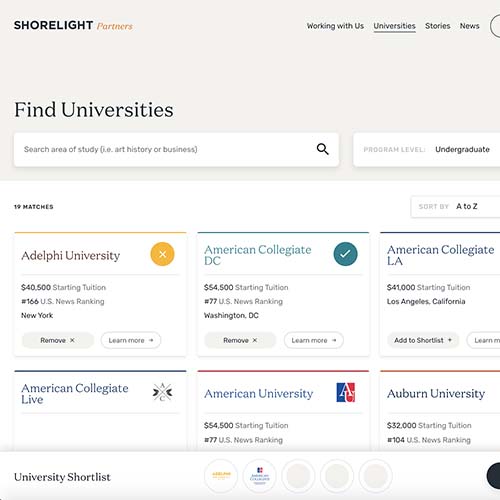 SHORELIGHT Partners
Working with Us Universities Stories News
Find Universities
Search area of study (i.e. art history or business)
PROGRAM LEVEL: Undergraduate
19 MATCHES
SORT BY A to Z
Adelphi University
$40,500 Starting Tuition
#166 U.S. News Ranking
New York
Remove × Learn more →
American Collegiate
DC
$54,500 Starting Tuition
#77 U.S. News Ranking
Washington, DC
Remove × Learn more →
American Collegiate
LA
$41,000 Starting Tuition
Los Angeles, California
Add to Shortlist + Learn m
American Collegiate
Live
American University
$54,500 Starting Tuition
#77 U.S. News Ranking
Auburn University
$32,000 Starting Tuition
#104 U.S. News Ranking
University Shortlist